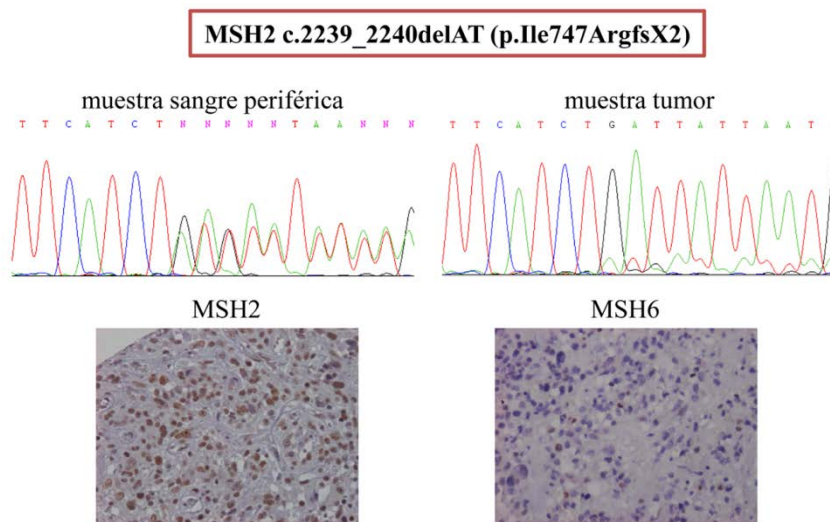 MSH2 c.2239_2240delAT (p.Ile747ArgfsX2)
muestra sangre periférica
muestra tumor
T T C A T C T N N N N N T A A N N N
T T C A T C T G A T T A T T A A T
MSH2
MSH6